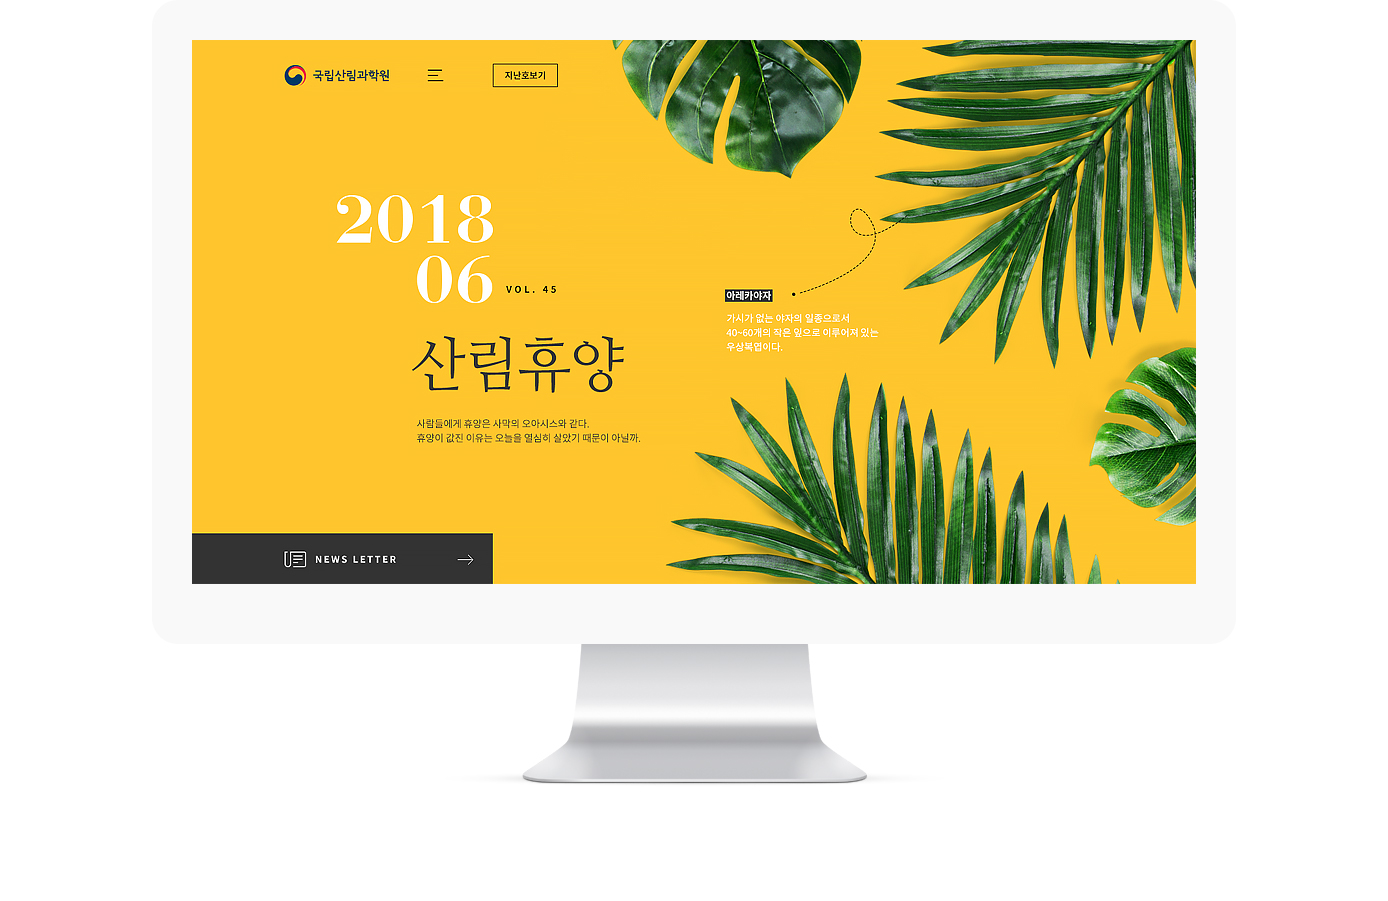 국립산림과학원
지난호보기
2018
06 VOL. 45
산림휴양
사람들에게 휴양은 사막의 오아시스와 같다.
휴양이 값진 이유는 오늘을 열심히 살았기 때문이 아닐까.
아레카야자
가시가 없는 야자의 일종으로서
40~60개의 작은 잎으로 이루어져 있는
우상복엽이다.
NEWS LETTER